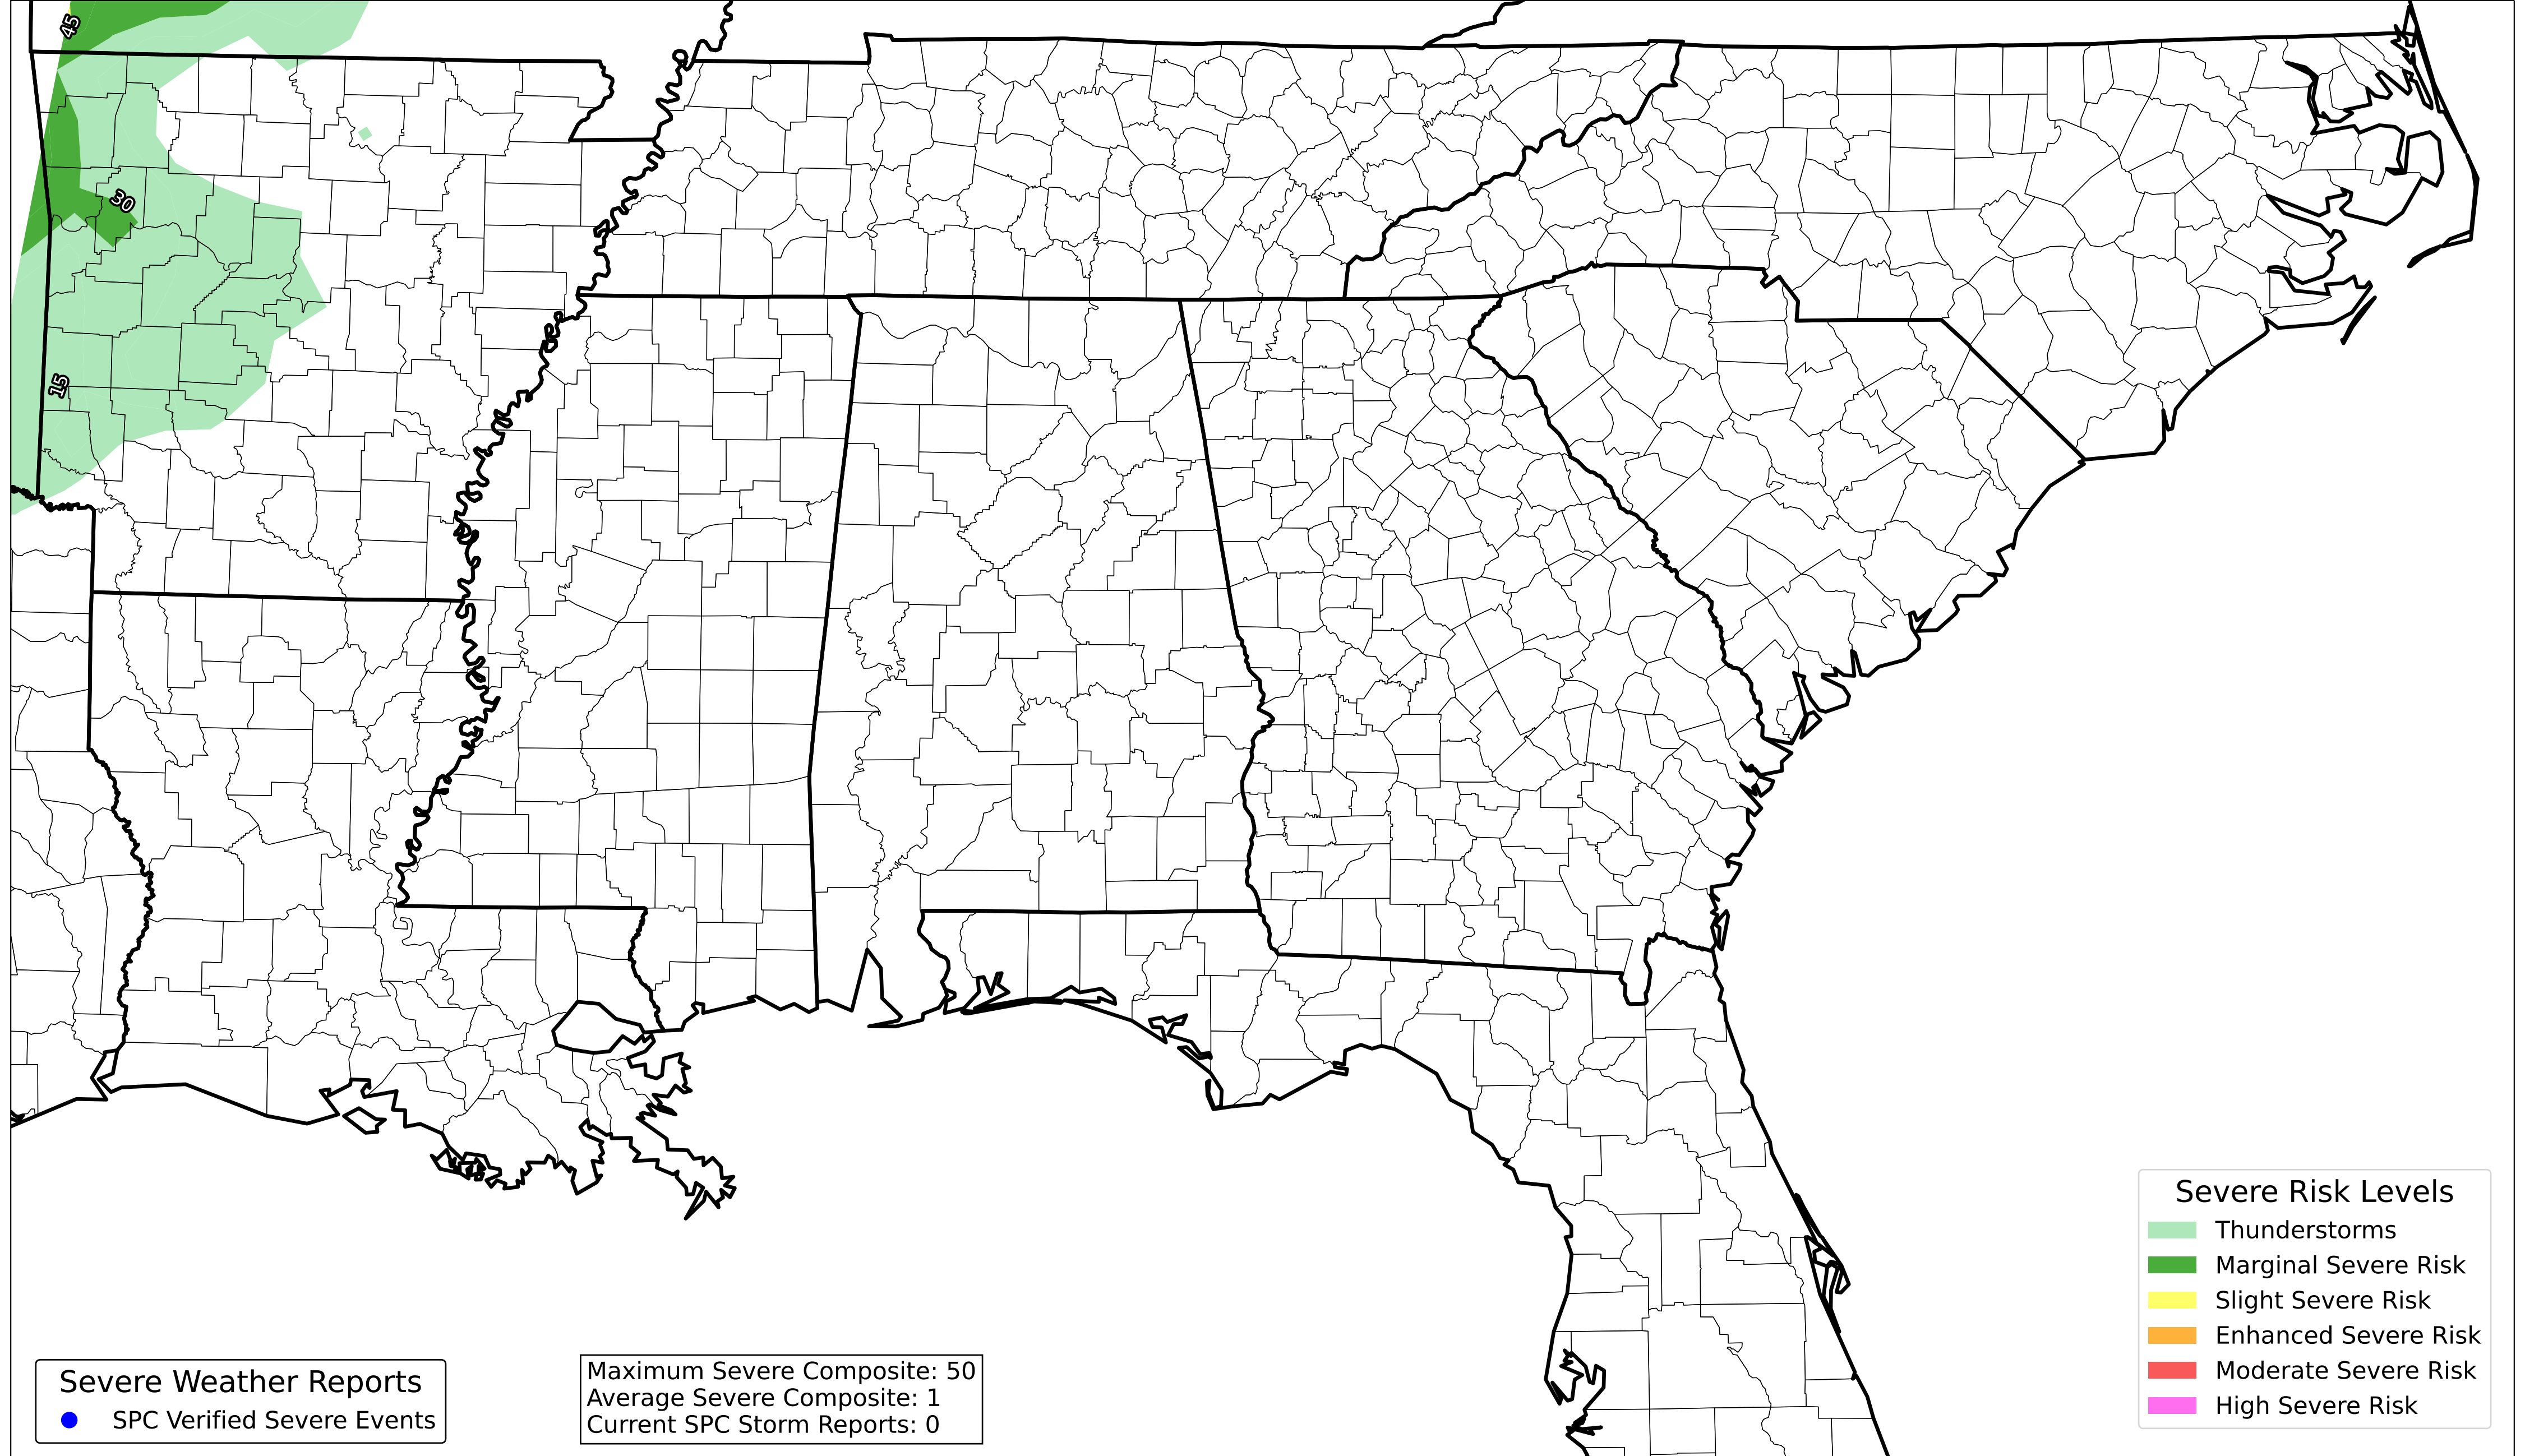 45
30
15
Severe Weather Reports
SPC Verified Severe Events
Maximum Severe Composite: 50
Average Severe Composite: 1
Current SPC Storm Reports: 0
Severe Risk Levels
Thunderstorms
Marginal Severe Risk
Slight Severe Risk
Enhanced Severe Risk
Moderate Severe Risk
High Severe Risk